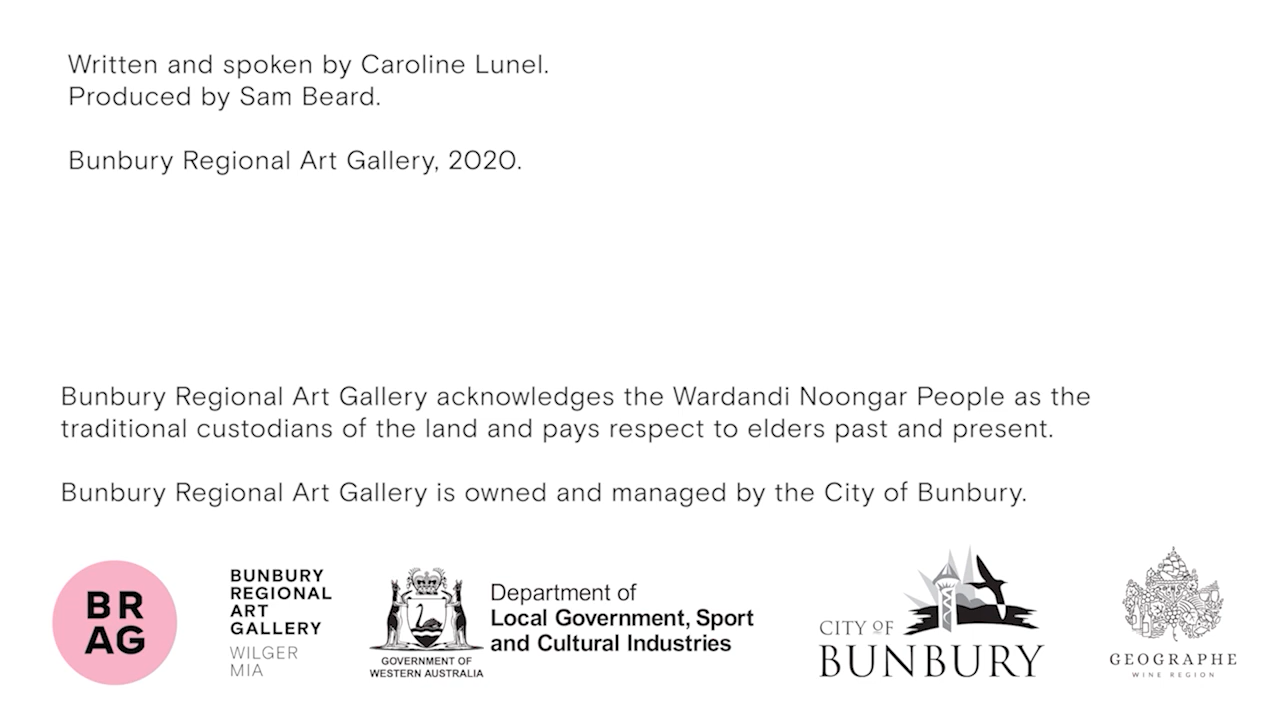 Written and spoken by Caroline Lunel.
Produced by Sam Beard.
Bunbury Regional Art Gallery, 2020.
Bunbury Regional Art Gallery acknowledges the Wardandi Noongar People as the
traditional custodians of the land and pays respect to elders past and present.
Bunbury Regional Art Gallery is owned and managed by the City of Bunbury.
BR
AG
BUNBURY
REGIONAL
ART
GALLERY
WILGER
MIA
GOVERNMENT OF
WESTERN AUSTRALIA
Department of
Local Government, Sport
and Cultural Industries
CITY OF
BUNBURY
GEOGRAPHE
WINE REGION